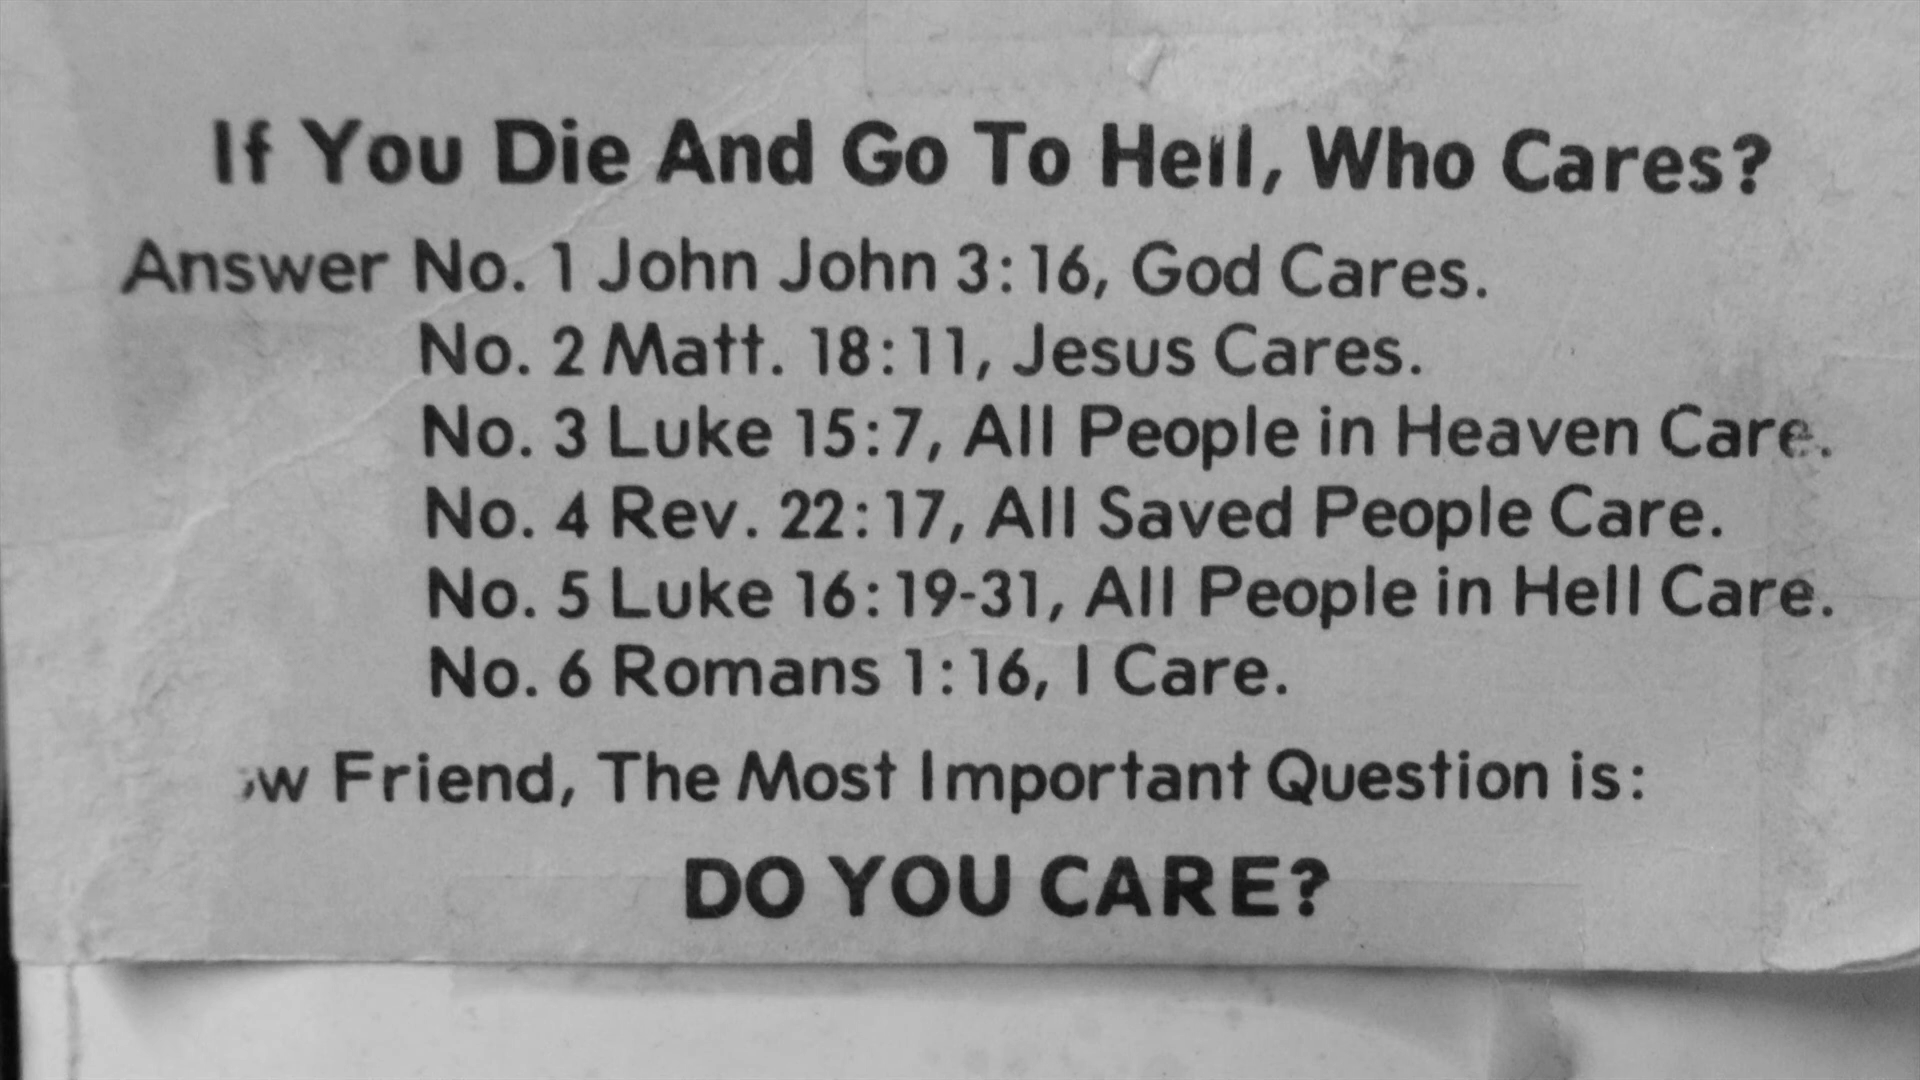 If You Die And Go To Hell, Who Cares?
Answer No. 1 John John 3:16, God Cares.
No. 2 Matt. 18:11, Jesus Cares.
No. 3 Luke 15:7, All People in Heaven Care.
No. 4 Rev. 22:17, All Saved People Care.
No. 5 Luke 16:19-31, All People in Hell Care.
No. 6 Romans 1:16, I Care.
Friend, The Most Important Question is:
DO YOU CARE?